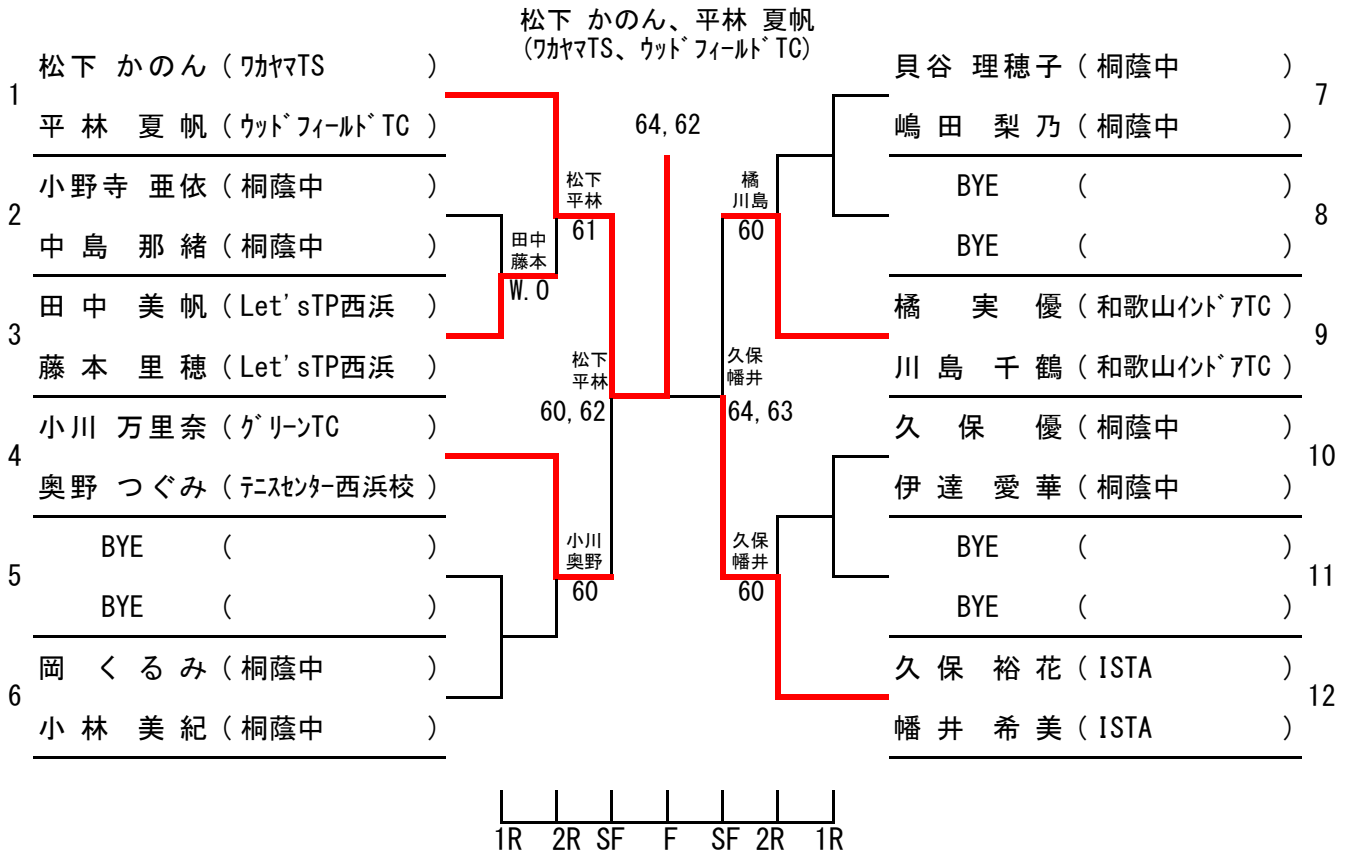 松下 かのん、平林 夏帆
(ワカヤマTS、ウッドフィールドTC)
1
松下 かのん ( ワカヤマTS )
平林 夏帆 ( ウッドフィールドTC )
2
小野寺 亜依 ( 桐蔭中 )
中島 那緒 ( 桐蔭中 )
3
田中 美帆 ( Let'sTP西浜 )
藤本 里穂 ( Let'sTP西浜 )
4
小川 万里奈 ( グリーンTC )
奥野 つぐみ ( テニスセンター西浜校 )
5
BYE ( )
BYE ( )
6
岡 くるみ ( 桐蔭中 )
小林 美紀 ( 桐蔭中 )
田中
藤本
W.O
松下
平林
61
小川
奥野
60
松下
平林
60,62
64,62
橘
川島
60
久保
幡井
64,63
久保
幡井
60
貝谷 理穂子 ( 桐蔭中 )
嶋田 梨乃 ( 桐蔭中 )
7
BYE ( )
BYE ( )
8
橘 実優 ( 和歌山インドアTC )
川島 千鶴 ( 和歌山インドアTC )
9
久保 優 ( 桐蔭中 )
伊達 愛華 ( 桐蔭中 )
10
BYE ( )
BYE ( )
11
久保 裕花 ( ISTA )
幡井 希美 ( ISTA )
12
1R 2R SF F SF 2R 1R